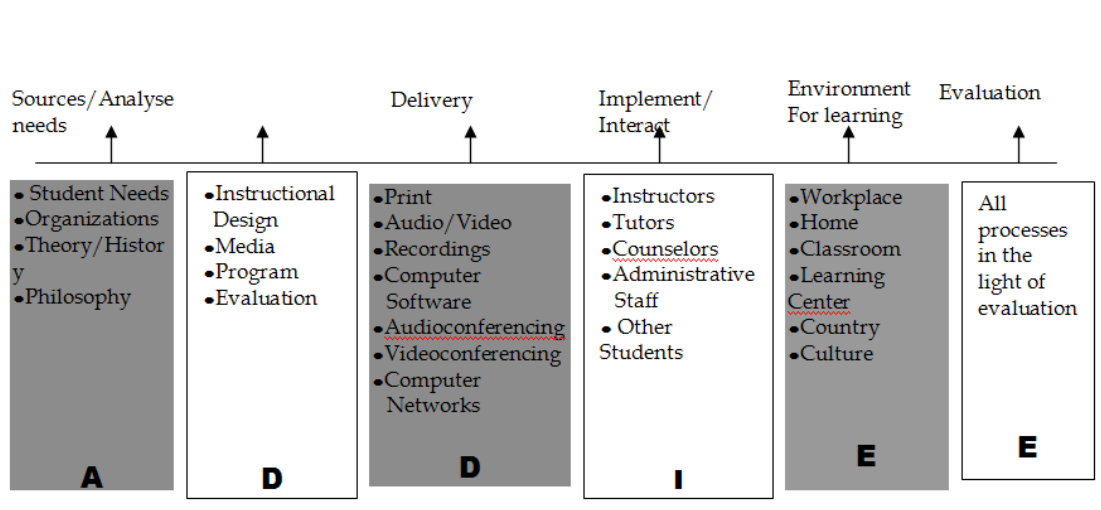 Sources/Analyse
needs
Delivery
Implement/
Interact
Environment
For learning
Evaluation
● Student Needs
●Organizations
●Theory/Histor
y
●Philosophy
A
●Instructional
Design
●Media
●Program
●Evaluation
D
●Print
●Audio/Video
●Recordings
●Computer
Software
●Audioconferencing
●Videoconferencing
●Computer
Networks
D
●Instructors
●Tutors
●Counselors
●Administrative
Staff
● Other
Students
I
●Workplace
●Home
●Classroom
●Learning
Center
●Country
●Culture
E
All
processes
in the
light of
evaluation
E